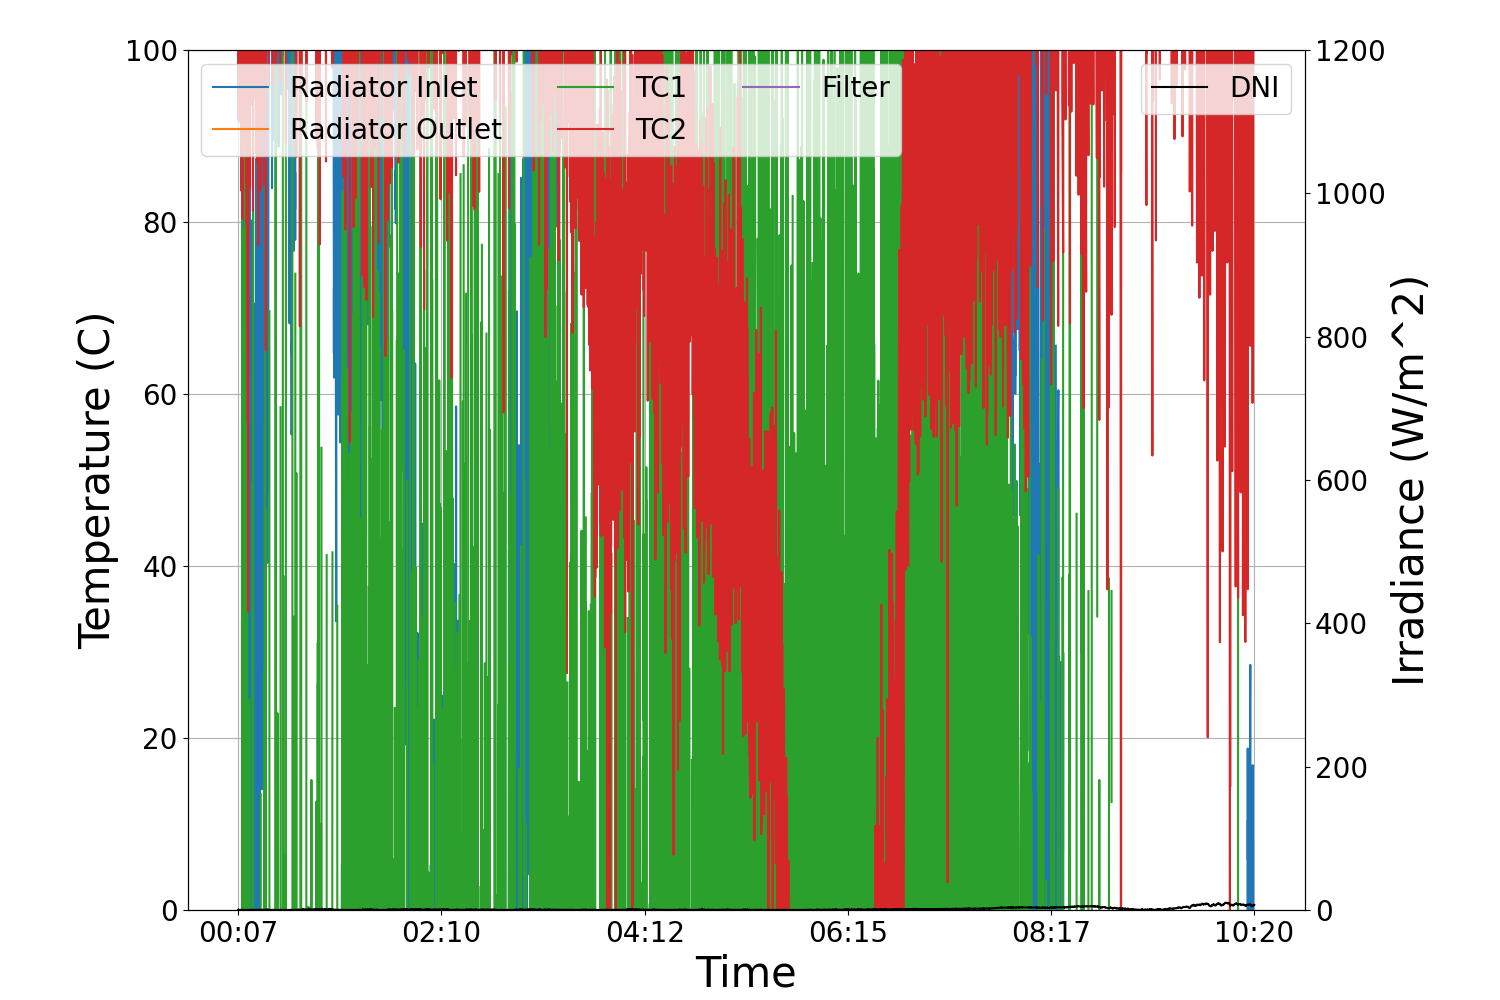 100
80
60
40
20
0
Temperature (C)
Radiator Inlet
Radiator Outlet
TC1
TC2
Filter
DNI
1200
1000
800
600
400
200
0
Irradiance (W/m^2)
00:07 02:10 04:12 06:15 08:17 10:20
Time